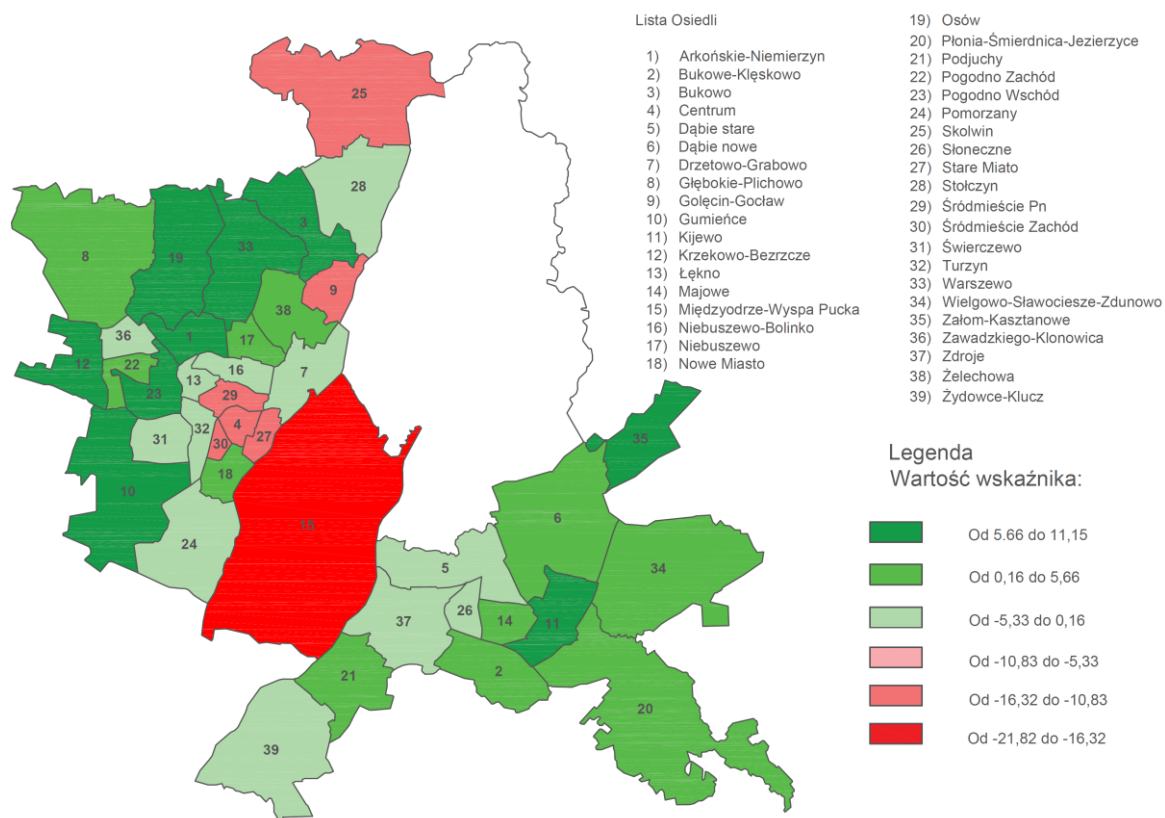 Lista Osiedli
1) Arkońskie-Niemierzyn
2) Bukowe-Klęskowo
3) Bukowo
4) Centrum
5) Dąbie stare
6) Dąbie nowe
7) Drzetowo-Grabowo
8) Głębokie-Plichowo
9) Golęcin-Gocław
10) Gumieńce
11) Kijewo
12) Krzekowo-Bezrzcze
13) Łękno
14) Majowe
15) Międzyodrze-Wyspa Pucka
16) Niebuszewo-Bolinko
17) Niebuszewo
18) Nowe Miasto
19) Osów
20) Płonia-Śmierdnica-Jezierzyce
21) Podjuchy
22) Pogodno Zachód
23) Pogodno Wschód
24) Pomorzany
25) Skolwin
26) Słoneczne
27) Stare Miato
28) Stołczyn
29) Śródmieście Pn
30) Śródmieście Zachód
31) Świerczewo
32) Turzyn
33) Warszewo
34) Wielgowo-Sławociesze-Zdunowo
35) Załom-Kasztanowe
36) Zawadzkiego-Klonowica
37) Zdroje
38) Żelechowa
39) Żydowce-Klucz
Legenda
Wartość wskaźnika:
Od 5.66 do 11,15
Od 0,16 do 5,66
Od -5,33 do 0,16
Od -10,83 do -5,33
Od -16,32 do -10,83
Od -21,82 do -16,32
25
28
3
33
19
8
9
38
36
1
17
12
22
16
7
13
23
29
4
27
32
31
30
18
35
10
15
6
24
5
34
26
37
14
11
2
21
20
39